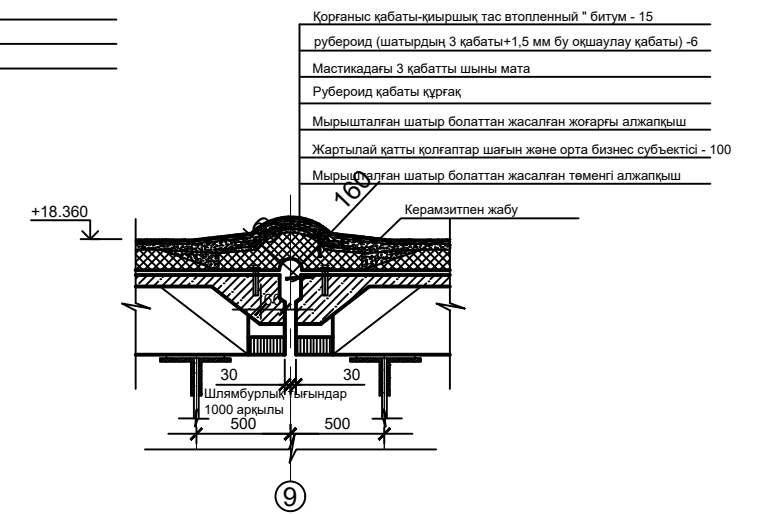 Қорғаныс қабаты-қиыршық тас втопленный " битум - 15
рубероид (шатырдың 3 қабаты+1,5 мм бу оқшаулау қабаты) -6
Мастикадағы 3 қабатты шыны мата
Рубероид қабаты құрғақ
Мырышталған шатыр болаттан жасалған жоғарғы алжапқыш
Жартылай қатты қолғаптар шағын және орта бизнес субъектісі - 100
Мырышталған шатыр болаттан жасалған төменгі алжапқыш
160
+18.360
Керамзитпен жабу
60
30 30
Шлямбурлық тығындар
1000 арқылы
500 500
9